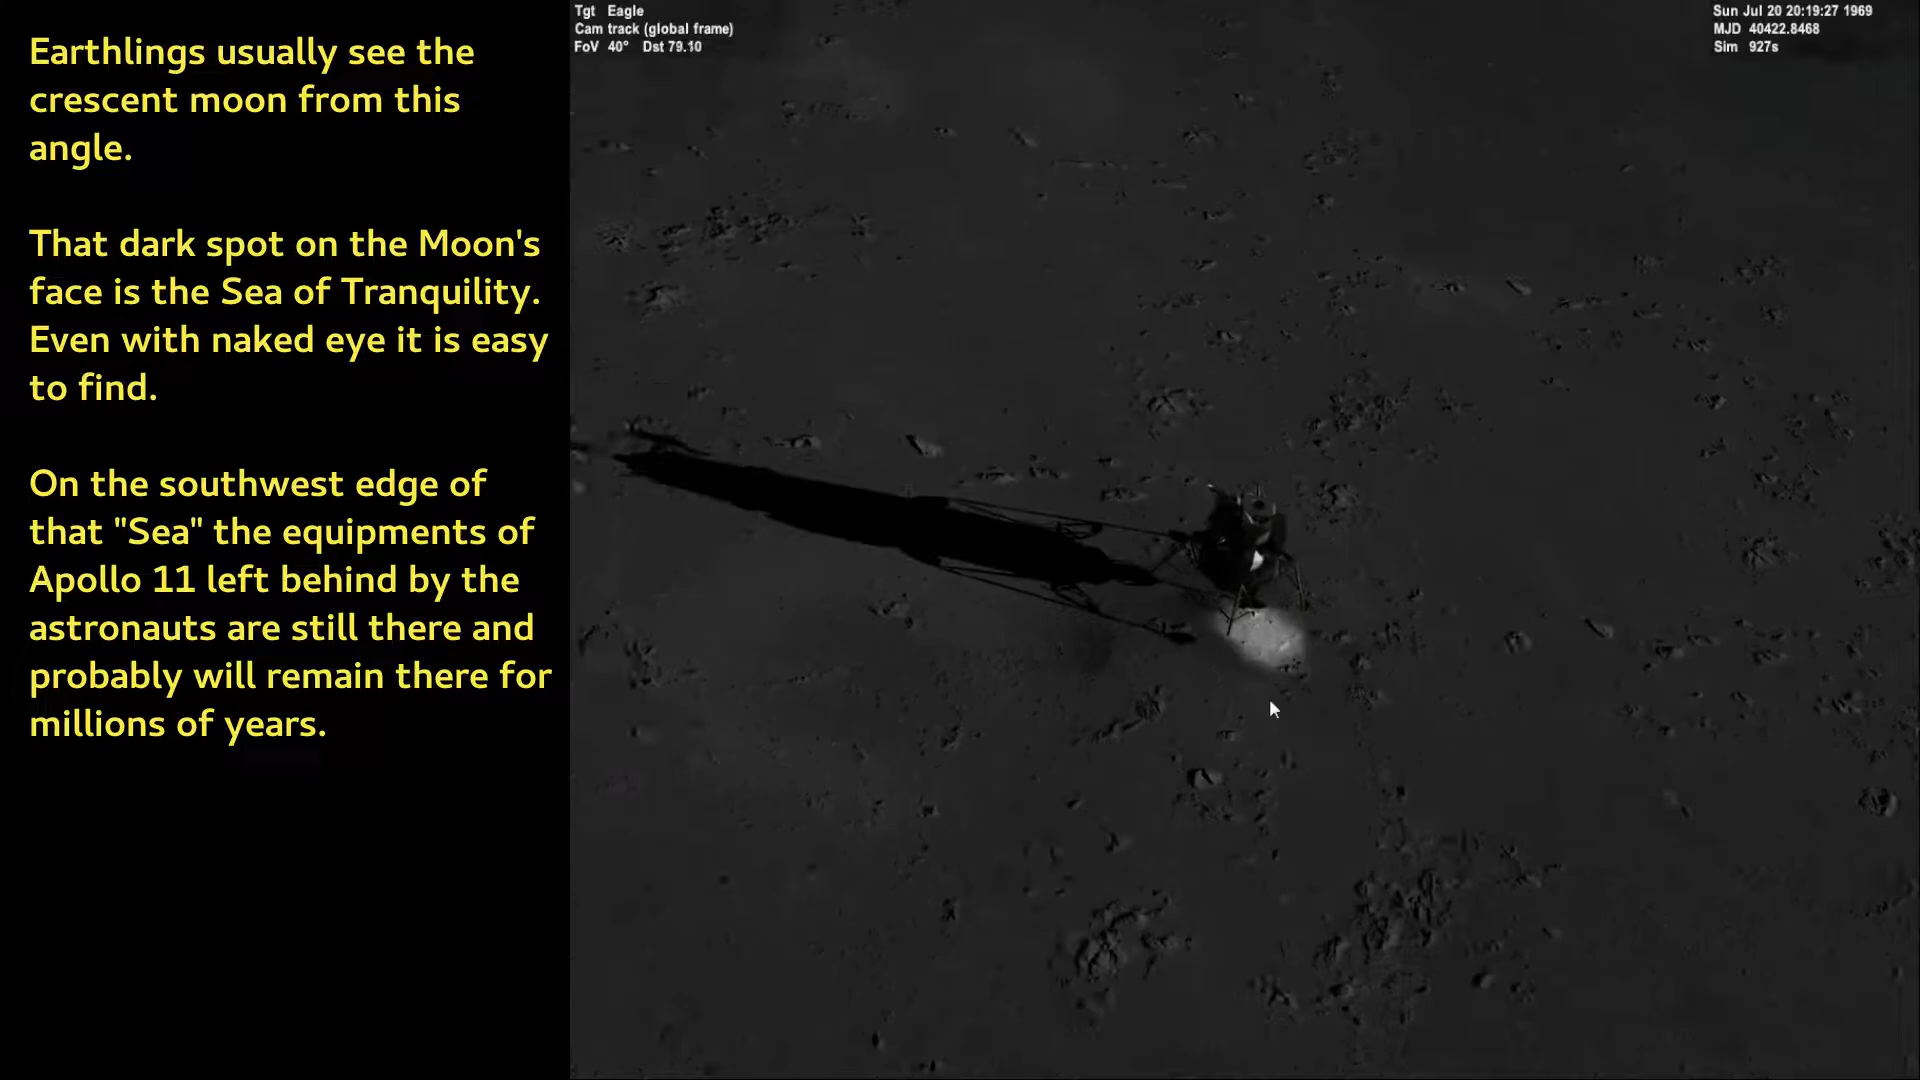 Earthlings usually see the
crescent moon from this
angle.
That dark spot on the Moon's
face is the Sea of Tranquility.
Even with naked eye it is easy
to find.
On the southwest edge of
that "Sea" the equipments of
Apollo 11 left behind by the
astronauts are still there and
probably will remain there for
millions of years.
Tgt Eagle
Cam track (global frame)
FoV 40° Dst 79.10
Sun Jul 20 20:19:27 1969
MJD 40422.8468
Sim 927s